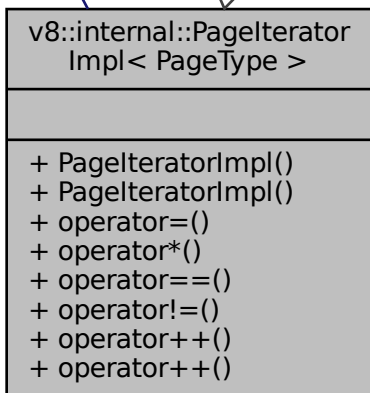 v8::internal::PageIterator
Impl< PageType >
+ PageIteratorImpl()
+ PageIteratorImpl()
+ operator=()
+ operator*()
+ operator==()
+ operator!=()
+ operator++()
+ operator++()